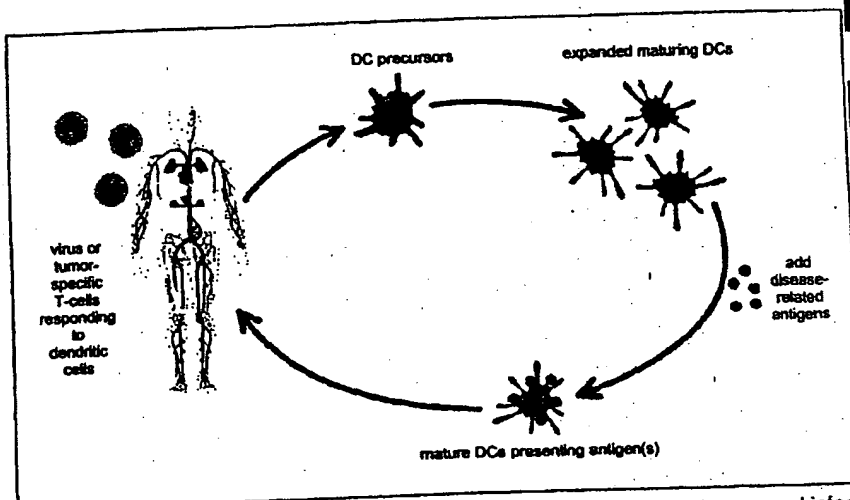 DC precursors
expanded maturing DCs
virus or
tumor-
specific
T-cells
responding
to
dendritic
cells
add
disease-
related
antigens
mature DCs presenting antigen(s)